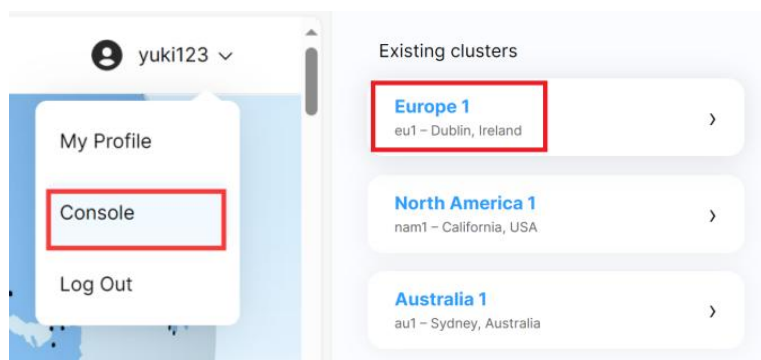 yuki123
My Profile
Console
Log Out
Existing clusters
Europe 1
eu1 – Dublin, Ireland
North America 1
nam1 – California, USA
Australia 1
au1 – Sydney, Australia